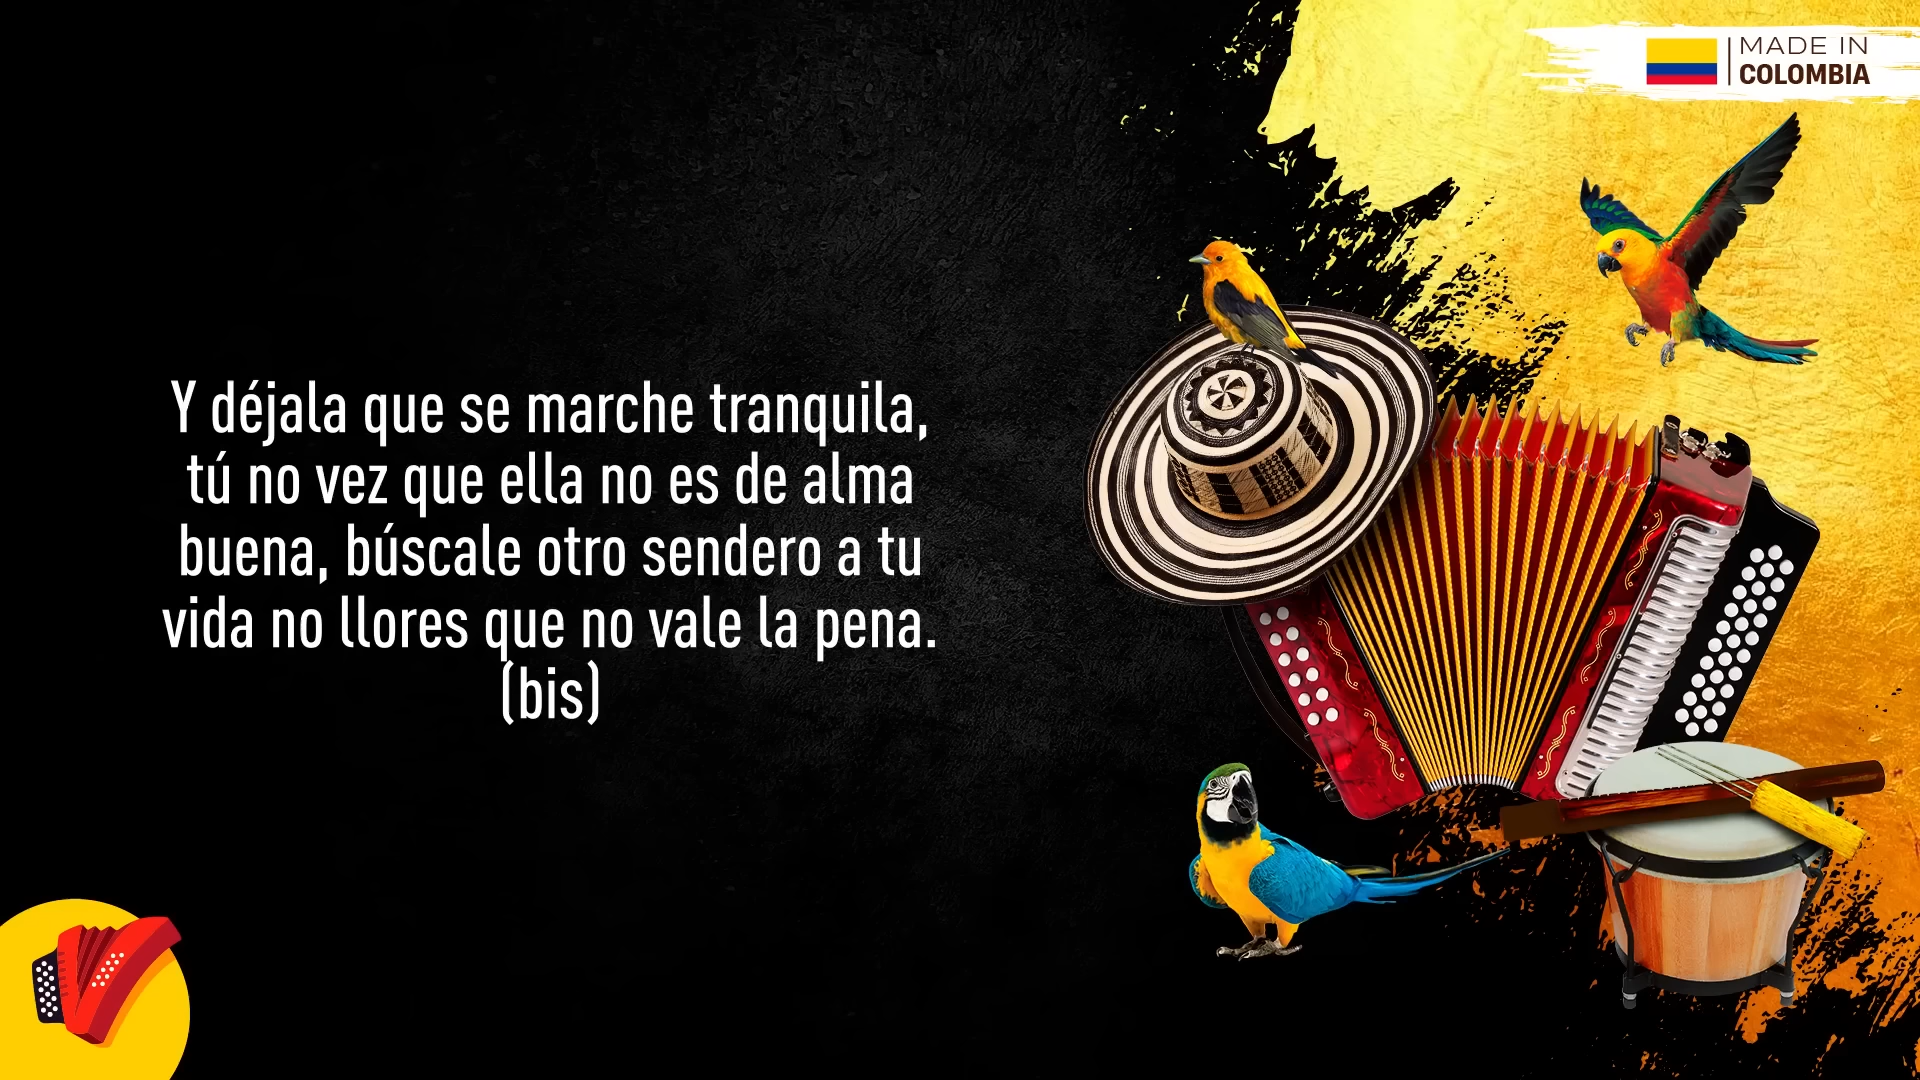 MADE IN
COLOMBIA
Y déjala que se marche tranquila,
tú no vez que ella no es de alma
buena, búscale otro sendero a tu
vida no llores que no vale la pena.
(bis)